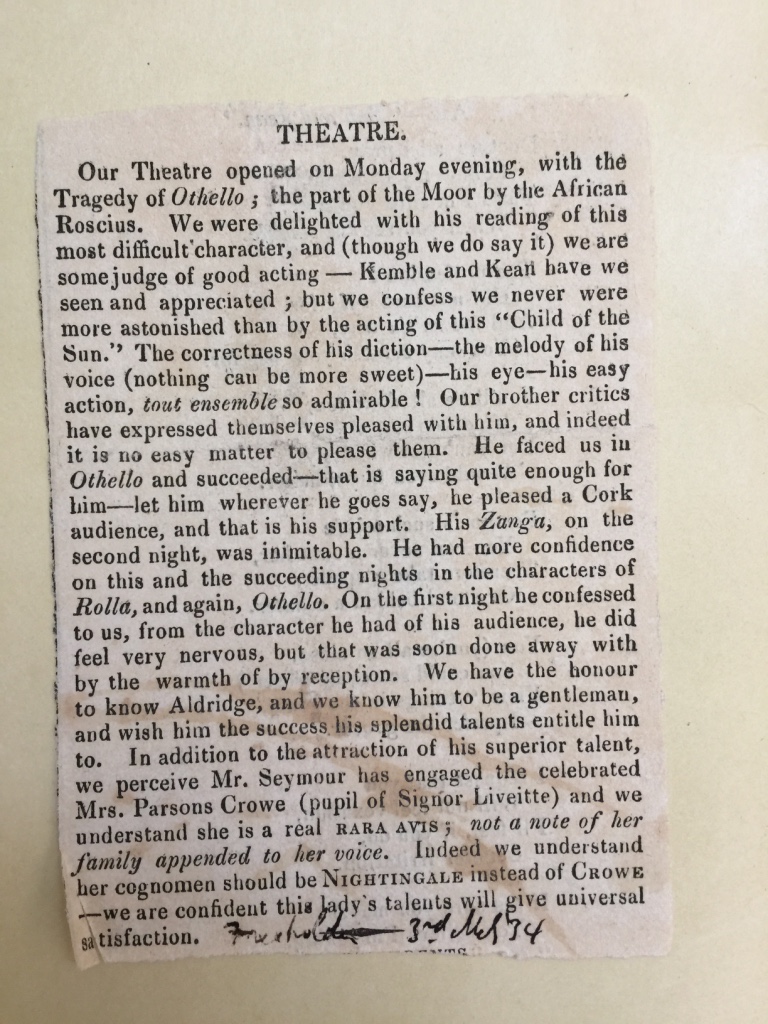 THEATRE.
Our Theatre opened on Monday evening, with the
Tragedy of Othello ; the part of the Moor by the African
Roscius. We were delighted with his reading of this
most difficult character, and (though we do say it) we are
some judge of good acting — Kemble and Kean have we
seen and appreciated ; but we confess we never were
more astonished than by the acting of this “Child of the
Sun.” The correctness of his diction—the melody of his
voice (nothing can be more sweet)—his eye—his easy
action, tout ensemble so admirable ! Our brother critics
have expressed themselves pleased with him, and indeed
it is no easy matter to please them. He faced us in
Othello and succeeded—that is saying quite enough for
him—let him wherever he goes say, he pleased a Cork
audience, and that is his support. His Zanga, on the
second night, was inimitable. He had more confidence
on this and the succeeding nights in the characters of
Rolla, and again, Othello. On the first night he confessed
to us, from the character he had of his audience, he did
feel very nervous, but that was soon done away with
by the warmth of by reception. We have the honour
to know Aldridge, and we know him to be a gentleman,
and wish him the success his splendid talents entitle him
to. In addition to the attraction of his superior talent,
we perceive Mr. Seymour has engaged the celebrated
Mrs. Parsons Crowe (pupil of Signor Liveitte) and we
understand she is a real RARA AVIS ; not a note of her
family appended to her voice. Indeed we understand
her cognomen should be NIGHTINGALE instead of CROWE
—we are confident this lady's talents will give universal
satisfaction. Freeholder 3rd Mch 34